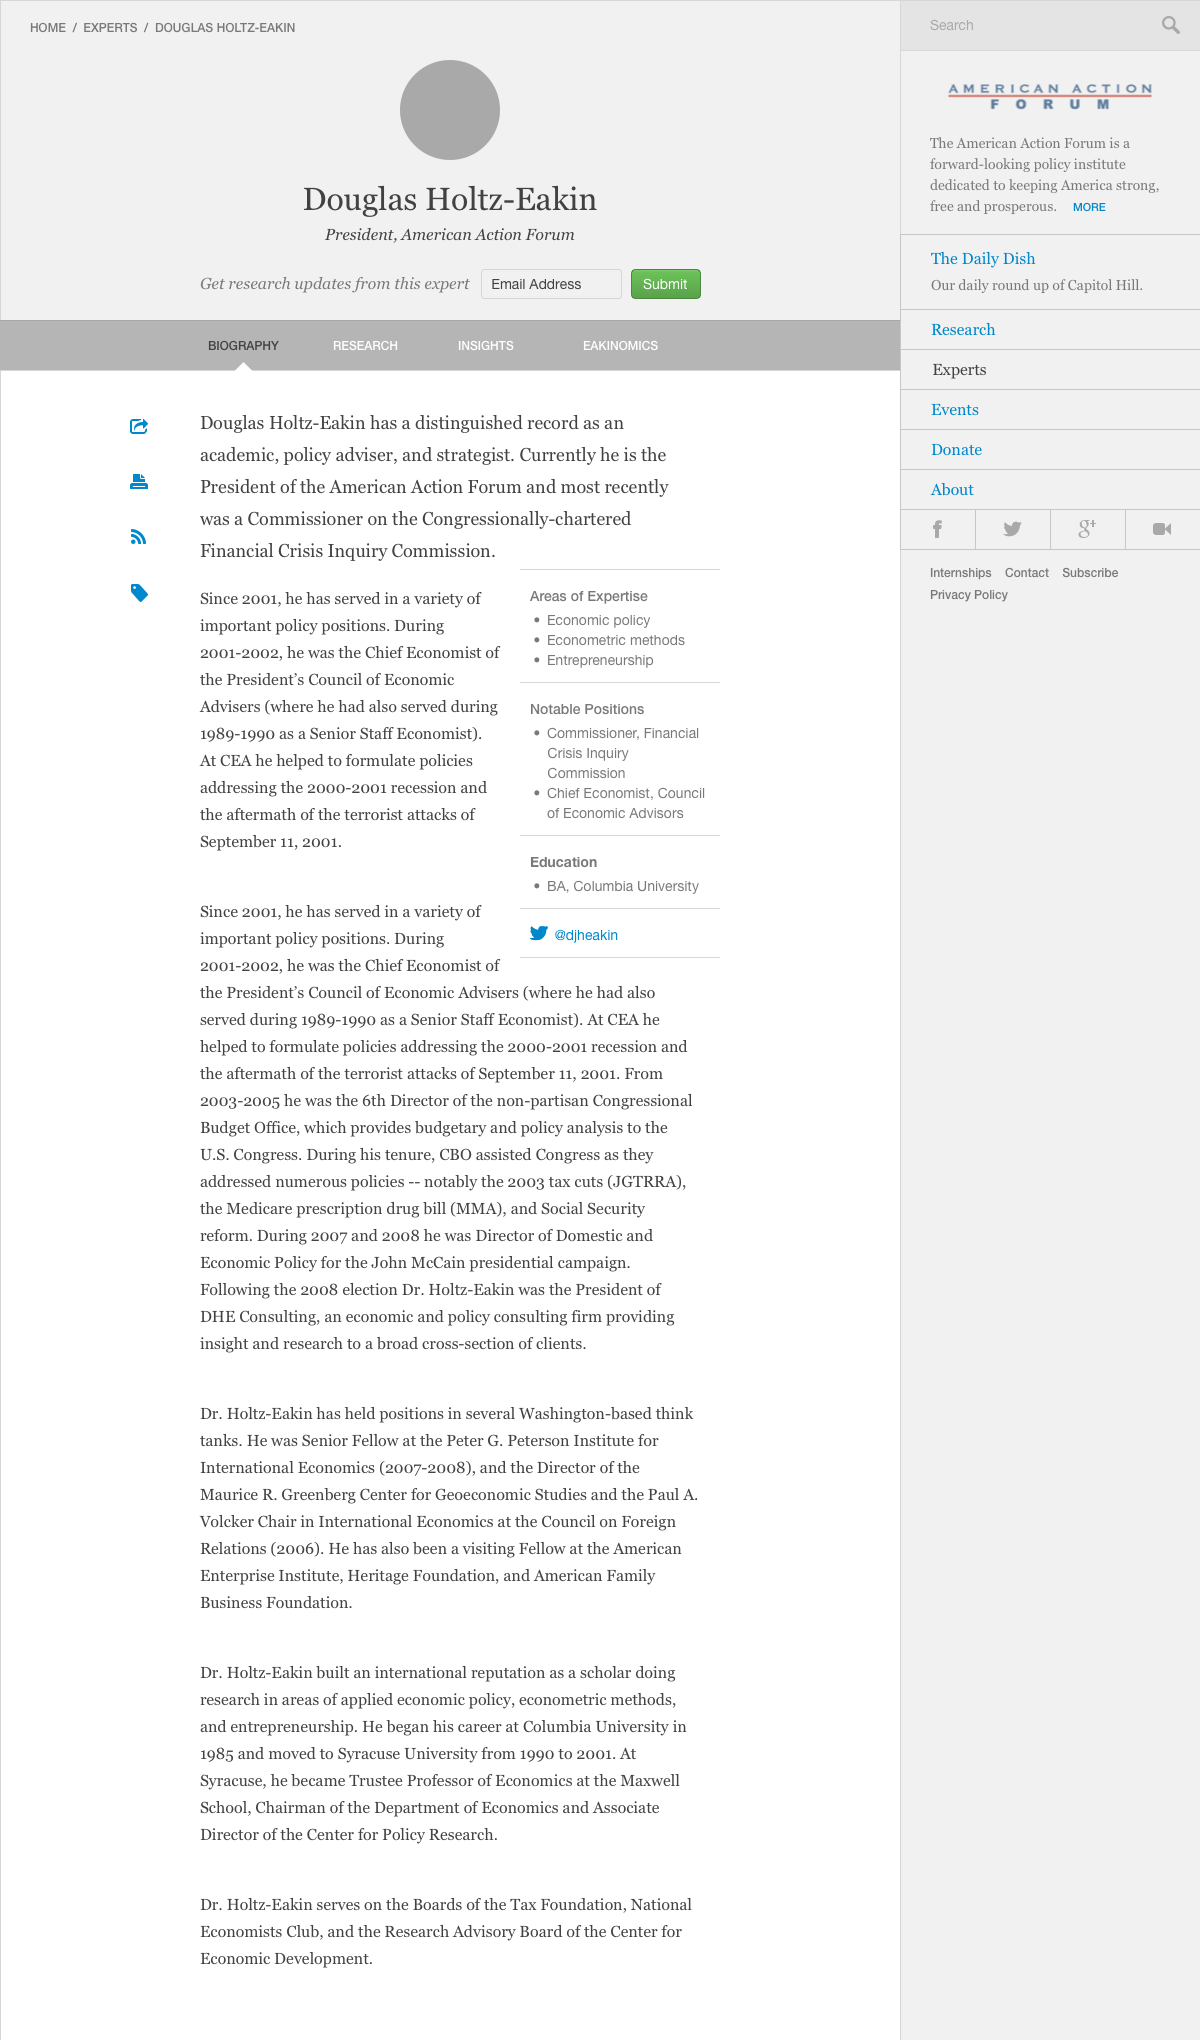 HOME / EXPERTS / DOUGLAS HOLTZ-EAKIN
Douglas Holtz-Eakin
President, American Action Forum
Get research updates from this expert
Email Address
Submit
BIOGRAPHY
RESEARCH
INSIGHTS
EAKINOMICS
Douglas Holtz-Eakin has a distinguished record as an
academic, policy adviser, and strategist. Currently he is the
President of the American Action Forum and most recently
was a Commissioner on the Congressionally-chartered
Financial Crisis Inquiry Commission.
Since 2001, he has served in a variety of
important policy positions. During
2001-2002, he was the Chief Economist of
the President’s Council of Economic
Advisers (where he had also served during
1989-1990 as a Senior Staff Economist).
At CEA he helped to formulate policies
addressing the 2000-2001 recession and
the aftermath of the terrorist attacks of
September 11, 2001.
Areas of Expertise
• Economic policy
• Econometric methods
• Entrepreneurship
Notable Positions
• Commissioner, Financial
Crisis Inquiry
Commission
• Chief Economist, Council
of Economic Advisors
Education
• BA, Columbia University
@djheakin
Since 2001, he has served in a variety of
important policy positions. During
2001-2002, he was the Chief Economist of
the President’s Council of Economic Advisers (where he had also
served during 1989-1990 as a Senior Staff Economist). At CEA he
helped to formulate policies addressing the 2000-2001 recession and
the aftermath of the terrorist attacks of September 11, 2001. From
2003-2005 he was the 6th Director of the non-partisan Congressional
Budget Office, which provides budgetary and policy analysis to the
U.S. Congress. During his tenure, CBO assisted Congress as they
addressed numerous policies -- notably the 2003 tax cuts (JGTRRA),
the Medicare prescription drug bill (MMA), and Social Security
reform. During 2007 and 2008 he was Director of Domestic and
Economic Policy for the John McCain presidential campaign.
Following the 2008 election Dr. Holtz-Eakin was the President of
DHE Consulting, an economic and policy consulting firm providing
insight and research to a broad cross-section of clients.
Dr. Holtz-Eakin has held positions in several Washington-based think
tanks. He was Senior Fellow at the Peter G. Peterson Institute for
International Economics (2007-2008), and the Director of the
Maurice R. Greenberg Center for Geoeconomic Studies and the Paul A.
Volcker Chair in International Economics at the Council on Foreign
Relations (2006). He has also been a visiting Fellow at the American
Enterprise Institute, Heritage Foundation, and American Family
Business Foundation.
Dr. Holtz-Eakin built an international reputation as a scholar doing
research in areas of applied economic policy, econometric methods,
and entrepreneurship. He began his career at Columbia University in
1985 and moved to Syracuse University from 1990 to 2001. At
Syracuse, he became Trustee Professor of Economics at the Maxwell
School, Chairman of the Department of Economics and Associate
Director of the Center for Policy Research.
Dr. Holtz-Eakin serves on the Boards of the Tax Foundation, National
Economists Club, and the Research Advisory Board of the Center for
Economic Development.
Search
AMERICAN ACTION
FORUM
The American Action Forum is a
forward-looking policy institute
dedicated to keeping America strong,
free and prosperous. MORE
The Daily Dish
Our daily round up of Capitol Hill.
Research
Experts
Events
Donate
About
Internships Contact Subscribe
Privacy Policy